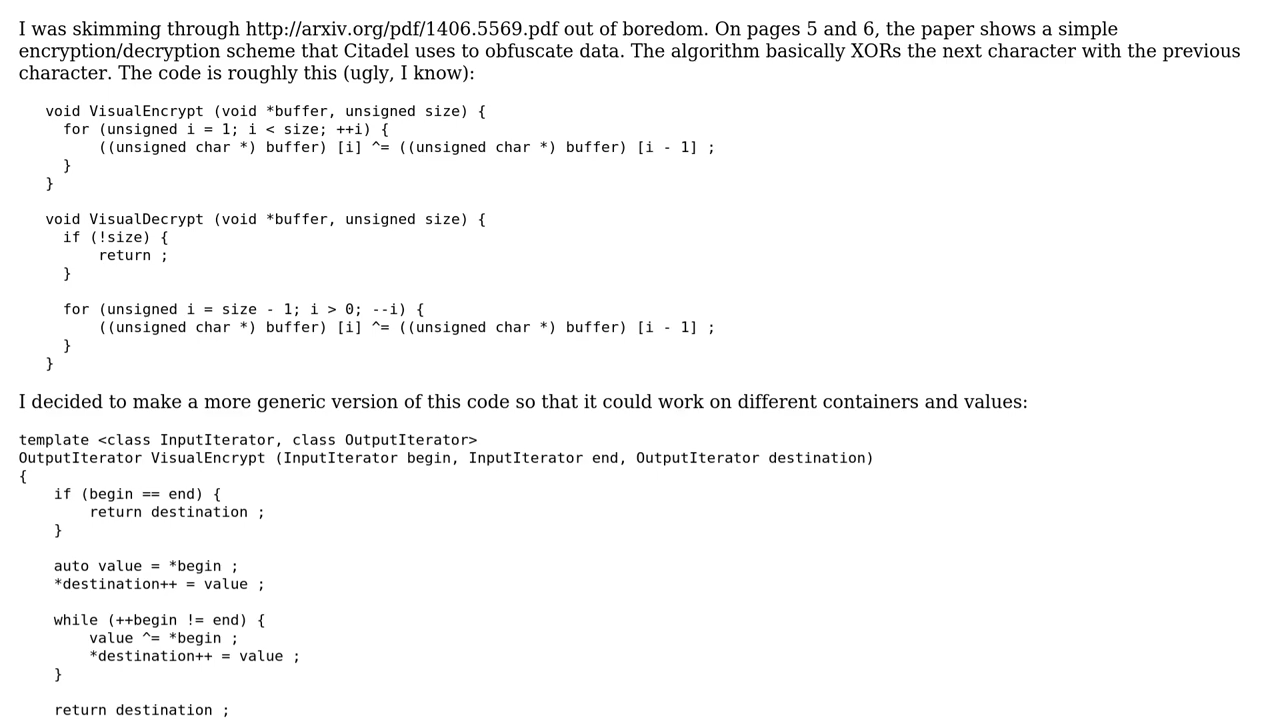 I was skimming through http://arxiv.org/pdf/1406.5569.pdf out of boredom. On pages 5 and 6, the paper shows a simple
encryption/decryption scheme that Citadel uses to obfuscate data. The algorithm basically XORs the next character with the previous
character. The code is roughly this (ugly, I know):
void VisualEncrypt (void *buffer, unsigned size) {
  for (unsigned i = 1; i < size; ++i) {
      ((unsigned char *) buffer) [i] ^= ((unsigned char *) buffer) [i - 1] ;
  }
}
void VisualDecrypt (void *buffer, unsigned size) {
  if (!size) {
      return ;
  }
  for (unsigned i = size - 1; i > 0; --i) {
      ((unsigned char *) buffer) [i] ^= ((unsigned char *) buffer) [i - 1] ;
  }
}
I decided to make a more generic version of this code so that it could work on different containers and values:
template <class InputIterator, class OutputIterator>
OutputIterator VisualEncrypt (InputIterator begin, InputIterator end, OutputIterator destination)
{
    if (begin == end) {
        return destination ;
    }
    auto value = *begin ;
    *destination++ = value ;
    while (++begin != end) {
        value ^= *begin ;
        *destination++ = value ;
    }
    return destination ;